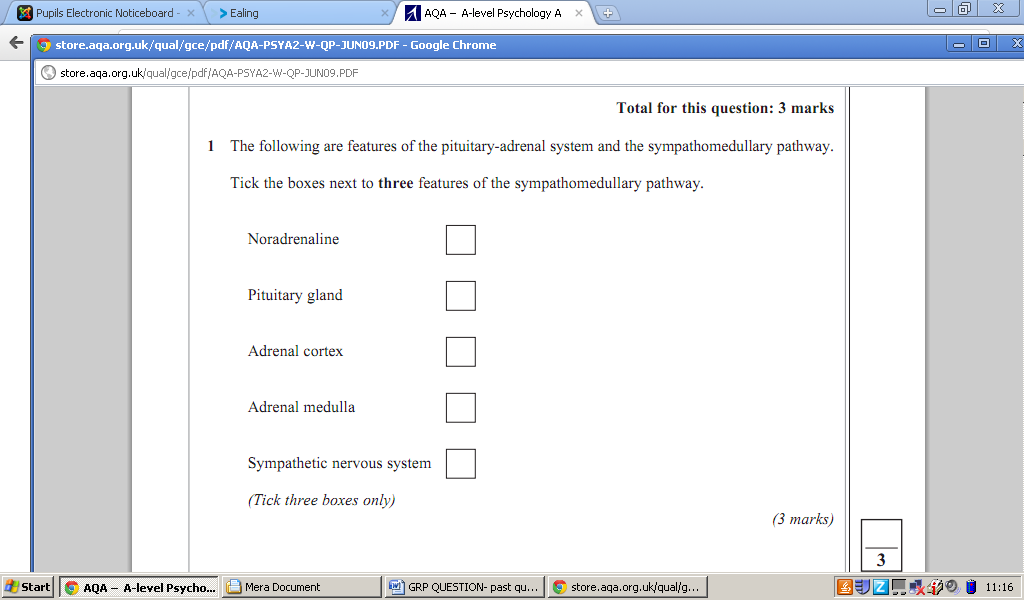 Pupils Electronic Noticeboard -
Ealing
AQA – A-level Psychology A
store.aqa.org.uk/qual/gce/pdf/AQA-PSYA2-W-QP-JUN09.PDF - Google Chrome
store.aqa.org.uk/qual/gce/pdf/AQA-PSYA2-W-QP-JUN09.PDF
Total for this question: 3 marks
1 The following are features of the pituitary-adrenal system and the sympathomedullary pathway.
Tick the boxes next to three features of the sympathomedullary pathway.
Noradrenaline
Pituitary gland
Adrenal cortex
Adrenal medulla
Sympathetic nervous system
(Tick three boxes only)
(3 marks)
3
Start
AQA – A-level Psycho...
Mera Document
GRP QUESTION- past qu...
store.aqa.org.uk/qual/g...
11:16